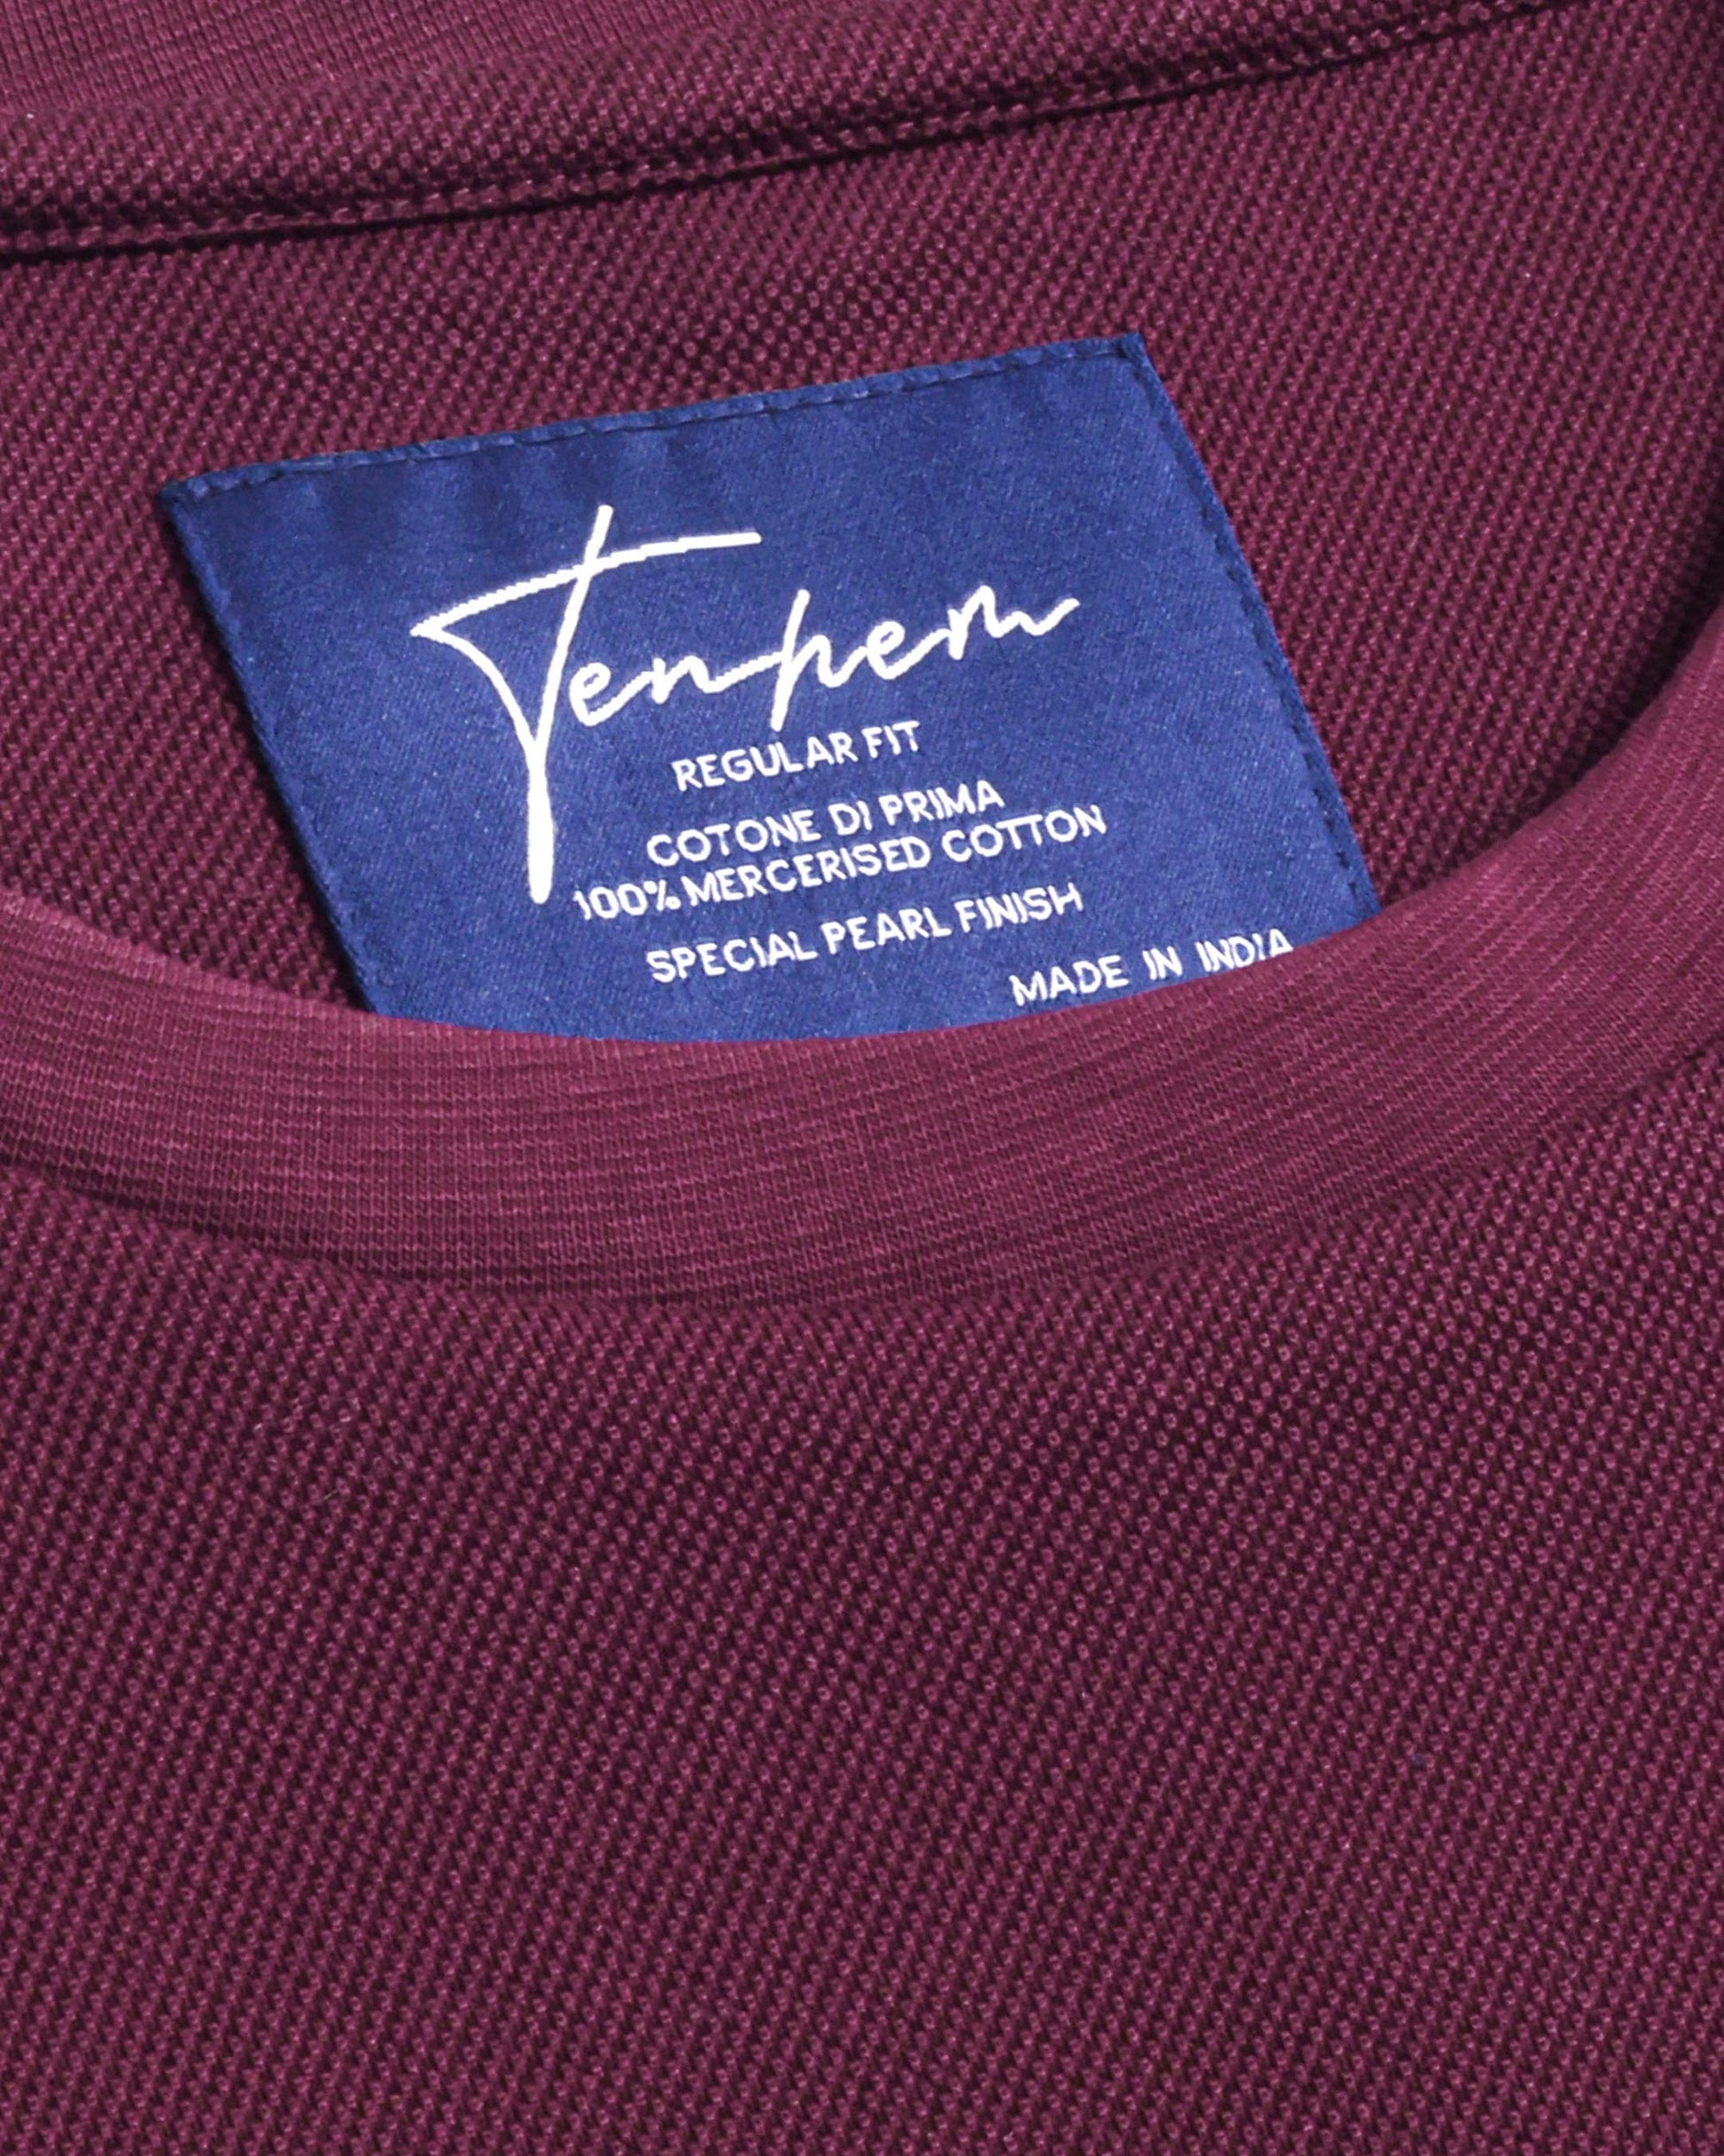 Tenhem
REGULAR FIT
COTONE DI PRIMA
100% MERCERISED COTTON
SPECIAL PEARL FINISH
MADE IN INDIA